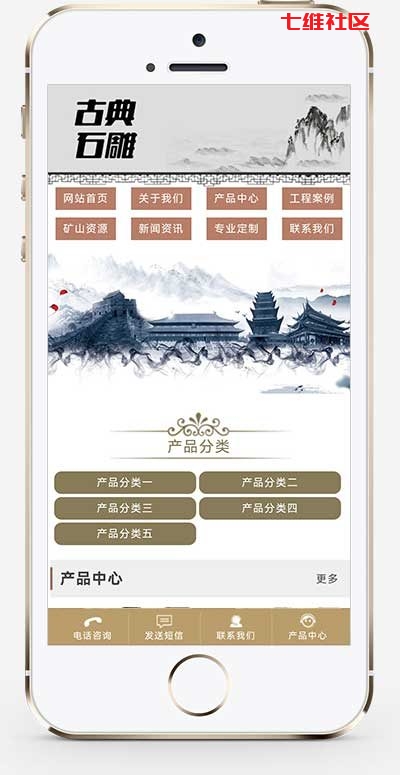 七维社区
古典
石雕
网站首页 关于我们 产品中心 工程案例
矿山资源 新闻资讯 专业定制 联系我们
产品分类
产品分类一 产品分类二
产品分类三 产品分类四
产品分类五
产品中心 更多
电话咨询 发送短信 联系我们 产品中心